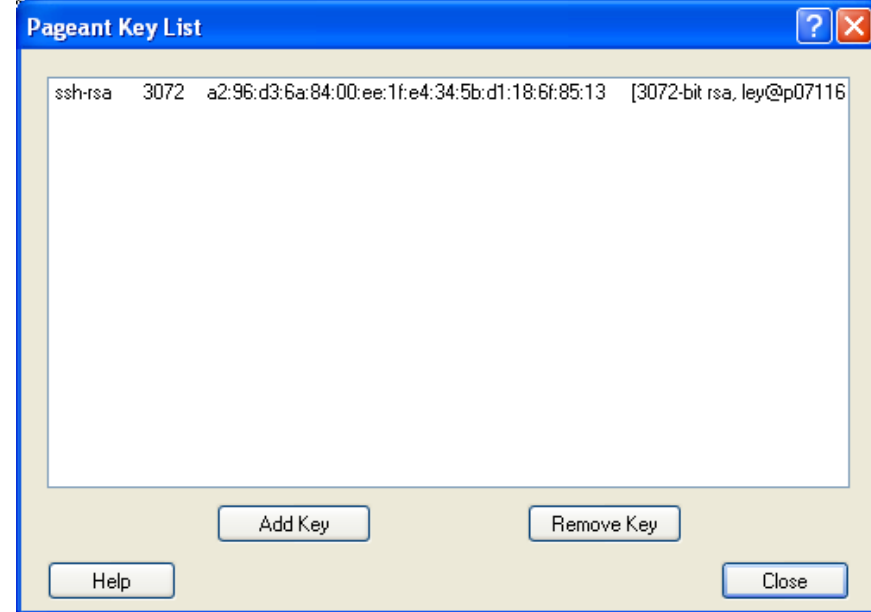 Pageant Key List
ssh-rsa 3072 a2:96:d3:6a:84:00:ee:1f:e4:34:5b:d1:18:6f:85:13 [3072-bit rsa, ley@p07116
Add Key Remove Key
Help Close